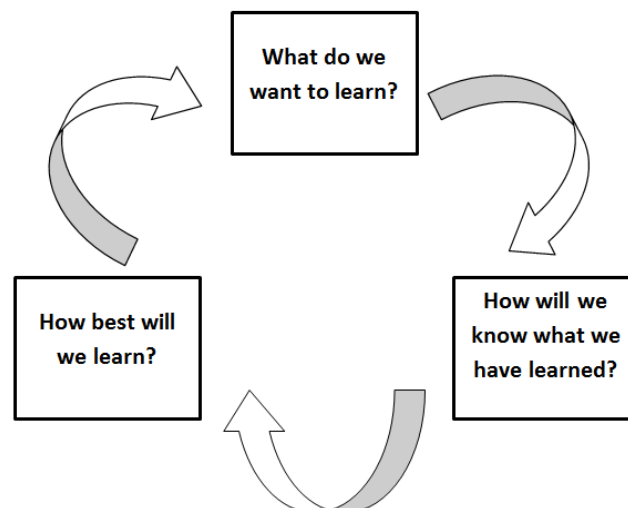 What do we
want to learn?
How will we
know what we
have learned?
How best will
we learn?